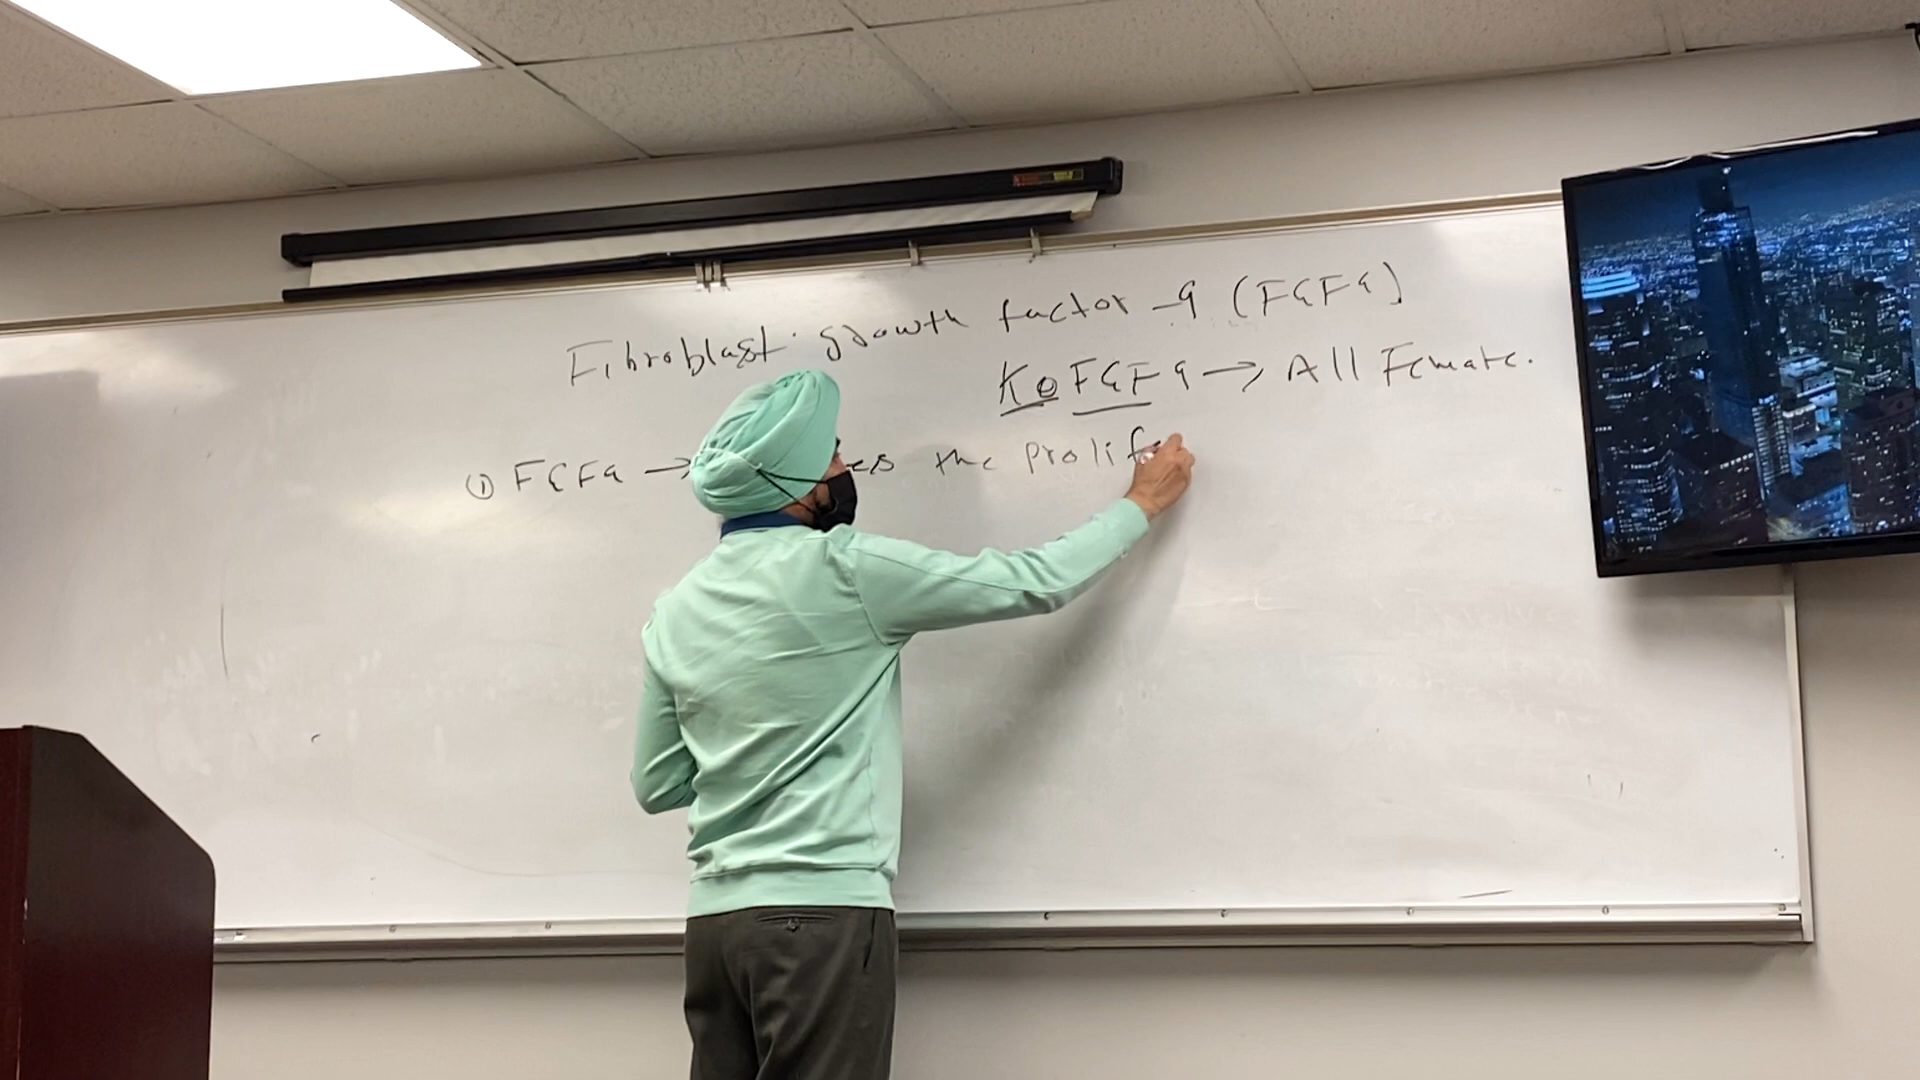 Fibroblast growth factor -9 (FGF9)
KO FGF9 → All Female.
① FGF9 → es the prolif